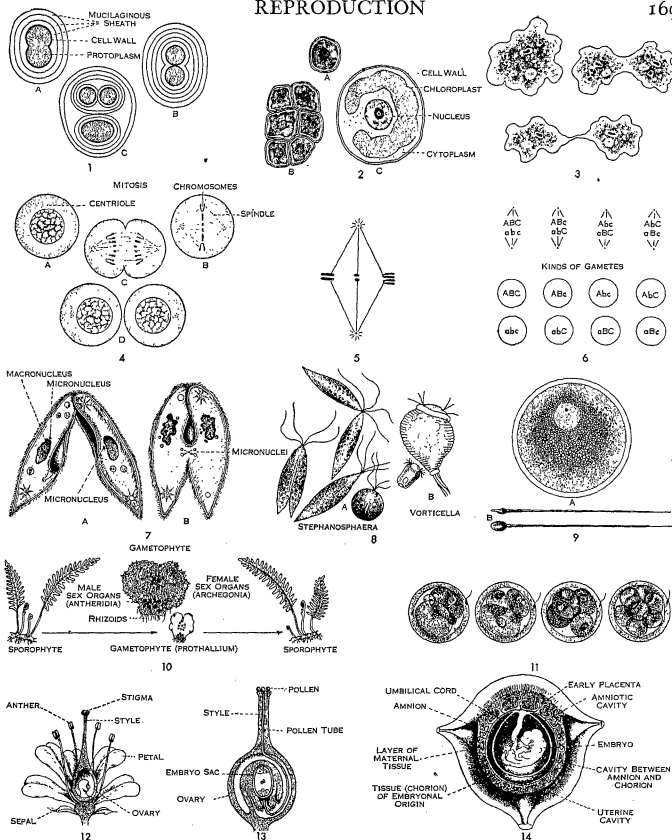 REPRODUCTION
MUCILAGINOUS
SHEATH
CELL WALL
PROTOPLASM
A
B
C
1
A
B
CELL WALL
CHLOROPLAST
NUCLEUS
CYTOPLASM
2
C
3
MITOSIS
CENTRIOLE
CHROMOSOMES
SPINDLE
A
B
C
D
4
5
ABC
abc
ABc
abC
Abc
aBC
AbC
aBc
KINDS OF GAMETES
ABC
ABc
Abc
AbC
abc
abC
aBC
aBc
6
MACRONUCLEUS
MICRONUCLEUS
MICRONUCLEUS
MICRONUCLEI
A
B
7
A
STEPHANOSPHAERA
B
VORTICELLA
8
A
B
9
GAMETOPHYTE
MALE
SEX ORGANS
(ANTHERIDIA)
FEMALE
SEX ORGANS
(ARCHEGONIA)
RHIZOIDS
SPOROPHYTE
GAMETOPHYTE (PROTHALLIUM)
SPOROPHYTE
10
11
ANTHER
STIGMA
STYLE
PETAL
OVARY
SEPAL
12
POLLEN
STYLE
POLLEN TUBE
EMBRYO SAC
OVARY
13
UMBILICAL CORD
AMNION
LAYER OF
MATERNAL
TISSUE
TISSUE (CHORION)
OF EMBRYONAL
ORIGIN
EARLY PLACENTA
AMNIOTIC
CAVITY
EMBRYO
CAVITY BETWEEN
AMNION AND
CHORION
UTERINE
CAVITY
14